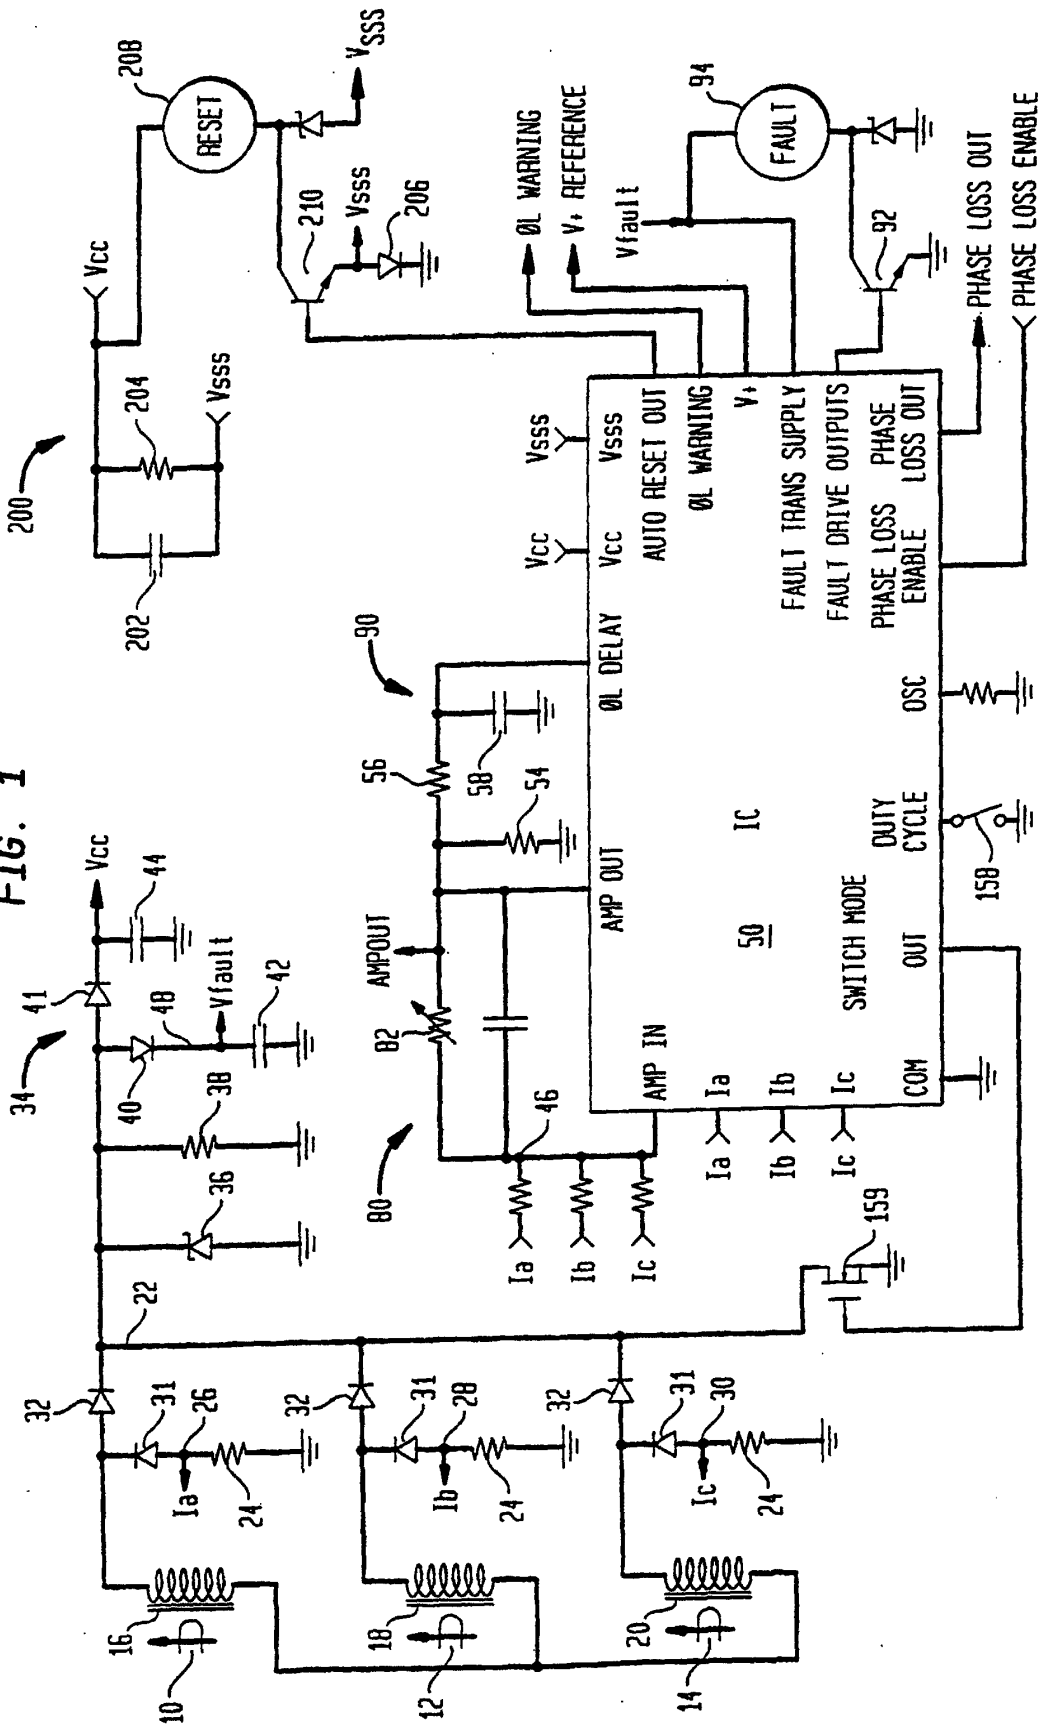 FIG. 1
34
41
Vcc
44
40
48
Vfault
42
38
36
22
32
31
26
Ia
24
16
10
32
31
28
Ib
24
18
12
32
31
30
Ic
24
20
14
159
200
Vcc
202
204
Vsss
208
RESET
VSSS
210
Vsss
206
80
82
AMPOUT
46
Ia
Ib
Ic
56
54
58
90
AMP IN
AMP OUT
ØL DELAY
Vcc
Vcc
Vsss
Vsss
Ia
Ia
Ib
Ib
Ic
Ic
IC
50
SWITCH MODE
COM
OUT
DUTY
CYCLE
158
OSC
PHASE LOSS
ENABLE
PHASE
LOSS OUT
AUTO RESET OUT
ØL WARNING
V+
FAULT TRANS SUPPLY
FAULT DRIVE OUTPUTS
ØL WARNING
V+ REFERENCE
Vfault
94
FAULT
92
PHASE LOSS OUT
PHASE LOSS ENABLE